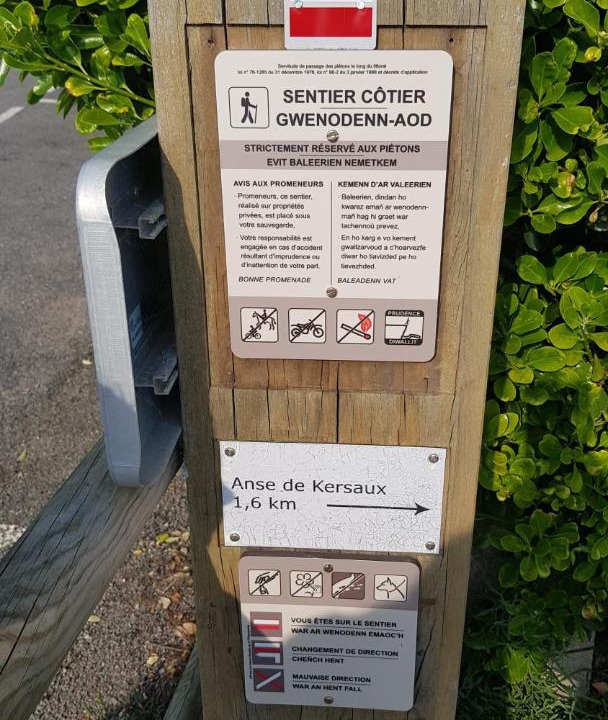 Servitude de passage des piétons le long du littoral
loi n° 76-1285 du 31 décembre 1976, loi n° 86-2 du 3 janvier 1986 et décrets d'application
SENTIER CÔTIER
GWENODENN-AOD
STRICTEMENT RÉSERVÉ AUX PIÉTONS
EVIT BALEERIEN NEMETKEM
AVIS AUX PROMENEURS
- Promeneurs, ce sentier,
réalisé sur propriétés
privées, est placé sous
votre sauvegarde.
- Votre responsabilité est
engagée en cas d'accident
résultant d'imprudence ou
d'inattention de votre part.
BONNE PROMENADE
KEMENN D'AR VALEERIEN
- Baleerien, dindan ho
kwarez emañ ar wenodenn-
mañ hag hi graet war
tachennoù prevez.
- En ho karg e vo kement
gwallzarvoud a c'hoarvezfe
diwar ho tievizded pe ho
tievezhded.
BALEADENN VAT
PRUDENCE
DIWALLIT
Anse de Kersaux
1,6 km
VOUS ÊTES SUR LE SENTIER
WAR AR WENODENN EMAOC'H
CHANGEMENT DE DIRECTION
CHEÑCH HENT
MAUVAISE DIRECTION
WAR AN HENT FALL